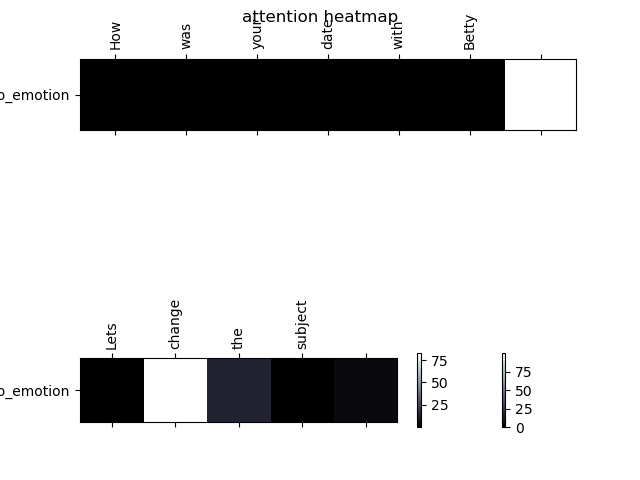 attention heatmap
How was your date with Betty
o_emotion
Lets change the subject
o_emotion
75
50
25
75
50
25
0